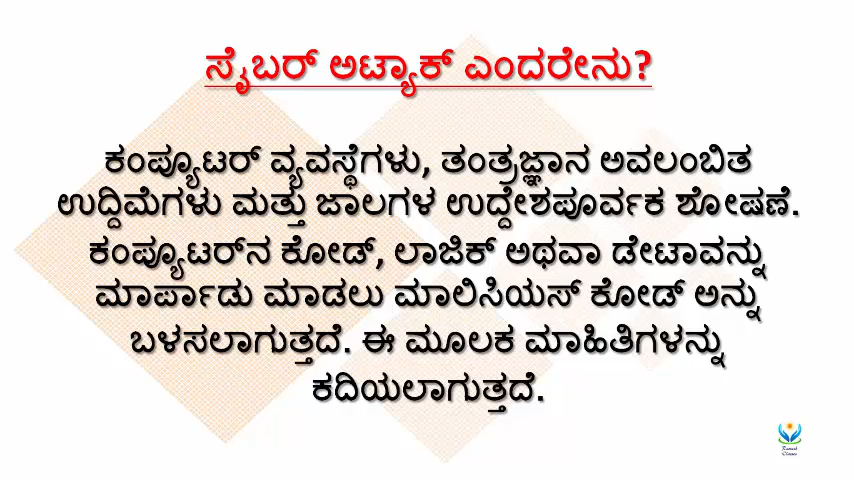 ಸೈಬರ್ ಅಟ್ಯಾಕ್ ಎಂದರೇನು?
ಕಂಪ್ಯೂಟರ್ ವ್ಯವಸ್ಥೆಗಳು, ತಂತ್ರಜ್ಞಾನ ಅವಲಂಬಿತ
ಉದ್ದಿಮೆಗಳು ಮತ್ತು ಜಾಲಗಳ ಉದ್ದೇಶಪೂರ್ವಕ ಶೋಷಣೆ.
ಕಂಪ್ಯೂಟರ್‌ನ ಕೋಡ್, ಲಾಜಿಕ್ ಅಥವಾ ಡೇಟಾವನ್ನು
ಮಾರ್ಪಾಡು ಮಾಡಲು ಮಾಲಿಸಿಯಸ್ ಕೋಡ್ ಅನ್ನು
ಬಳಸಲಾಗುತ್ತದೆ. ಈ ಮೂಲಕ ಮಾಹಿತಿಗಳನ್ನು
ಕದಿಯಲಾಗುತ್ತದೆ.
Classes